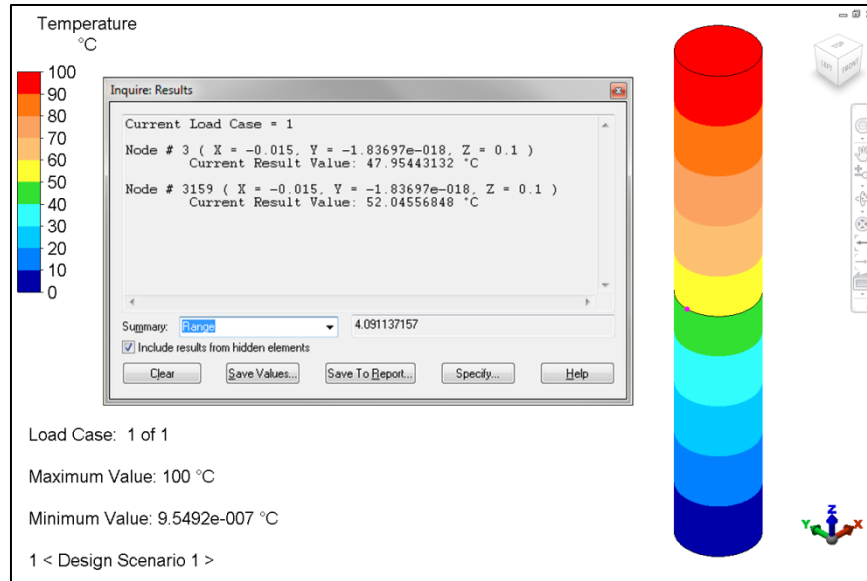 Temperature
°C
100
90
80
70
60
50
40
30
20
10
0
Inquire: Results
Current Load Case = 1
Node # 3 ( X = -0.015, Y = -1.83697e-018, Z = 0.1 )
Current Result Value: 47.95443132 °C
Node # 3159 ( X = -0.015, Y = -1.83697e-018, Z = 0.1 )
Current Result Value: 52.04556848 °C
Summary: Range 4.091137157
Include results from hidden elements
Clear Save Values... Save To Report... Specify... Help
Load Case: 1 of 1
Maximum Value: 100 °C
Minimum Value: 9.5492e-007 °C
1 < Design Scenario 1 >
TOP
LEFT FRONT
Z
Y X